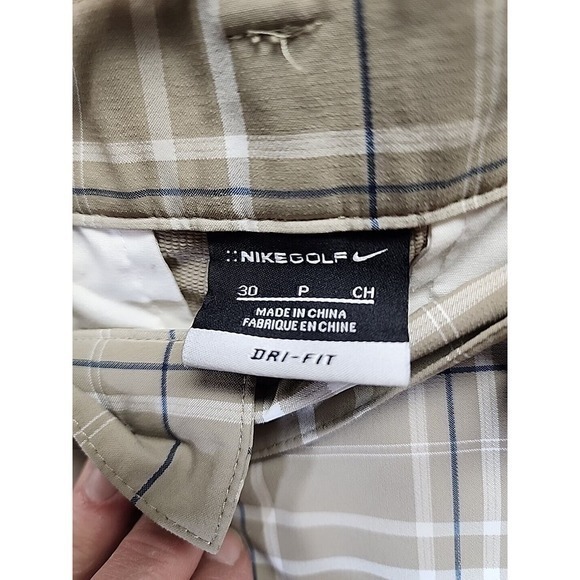 NIKEGOLF
30 P CH
MADE IN CHINA
FABRIQUE EN CHINE
DRI-FIT